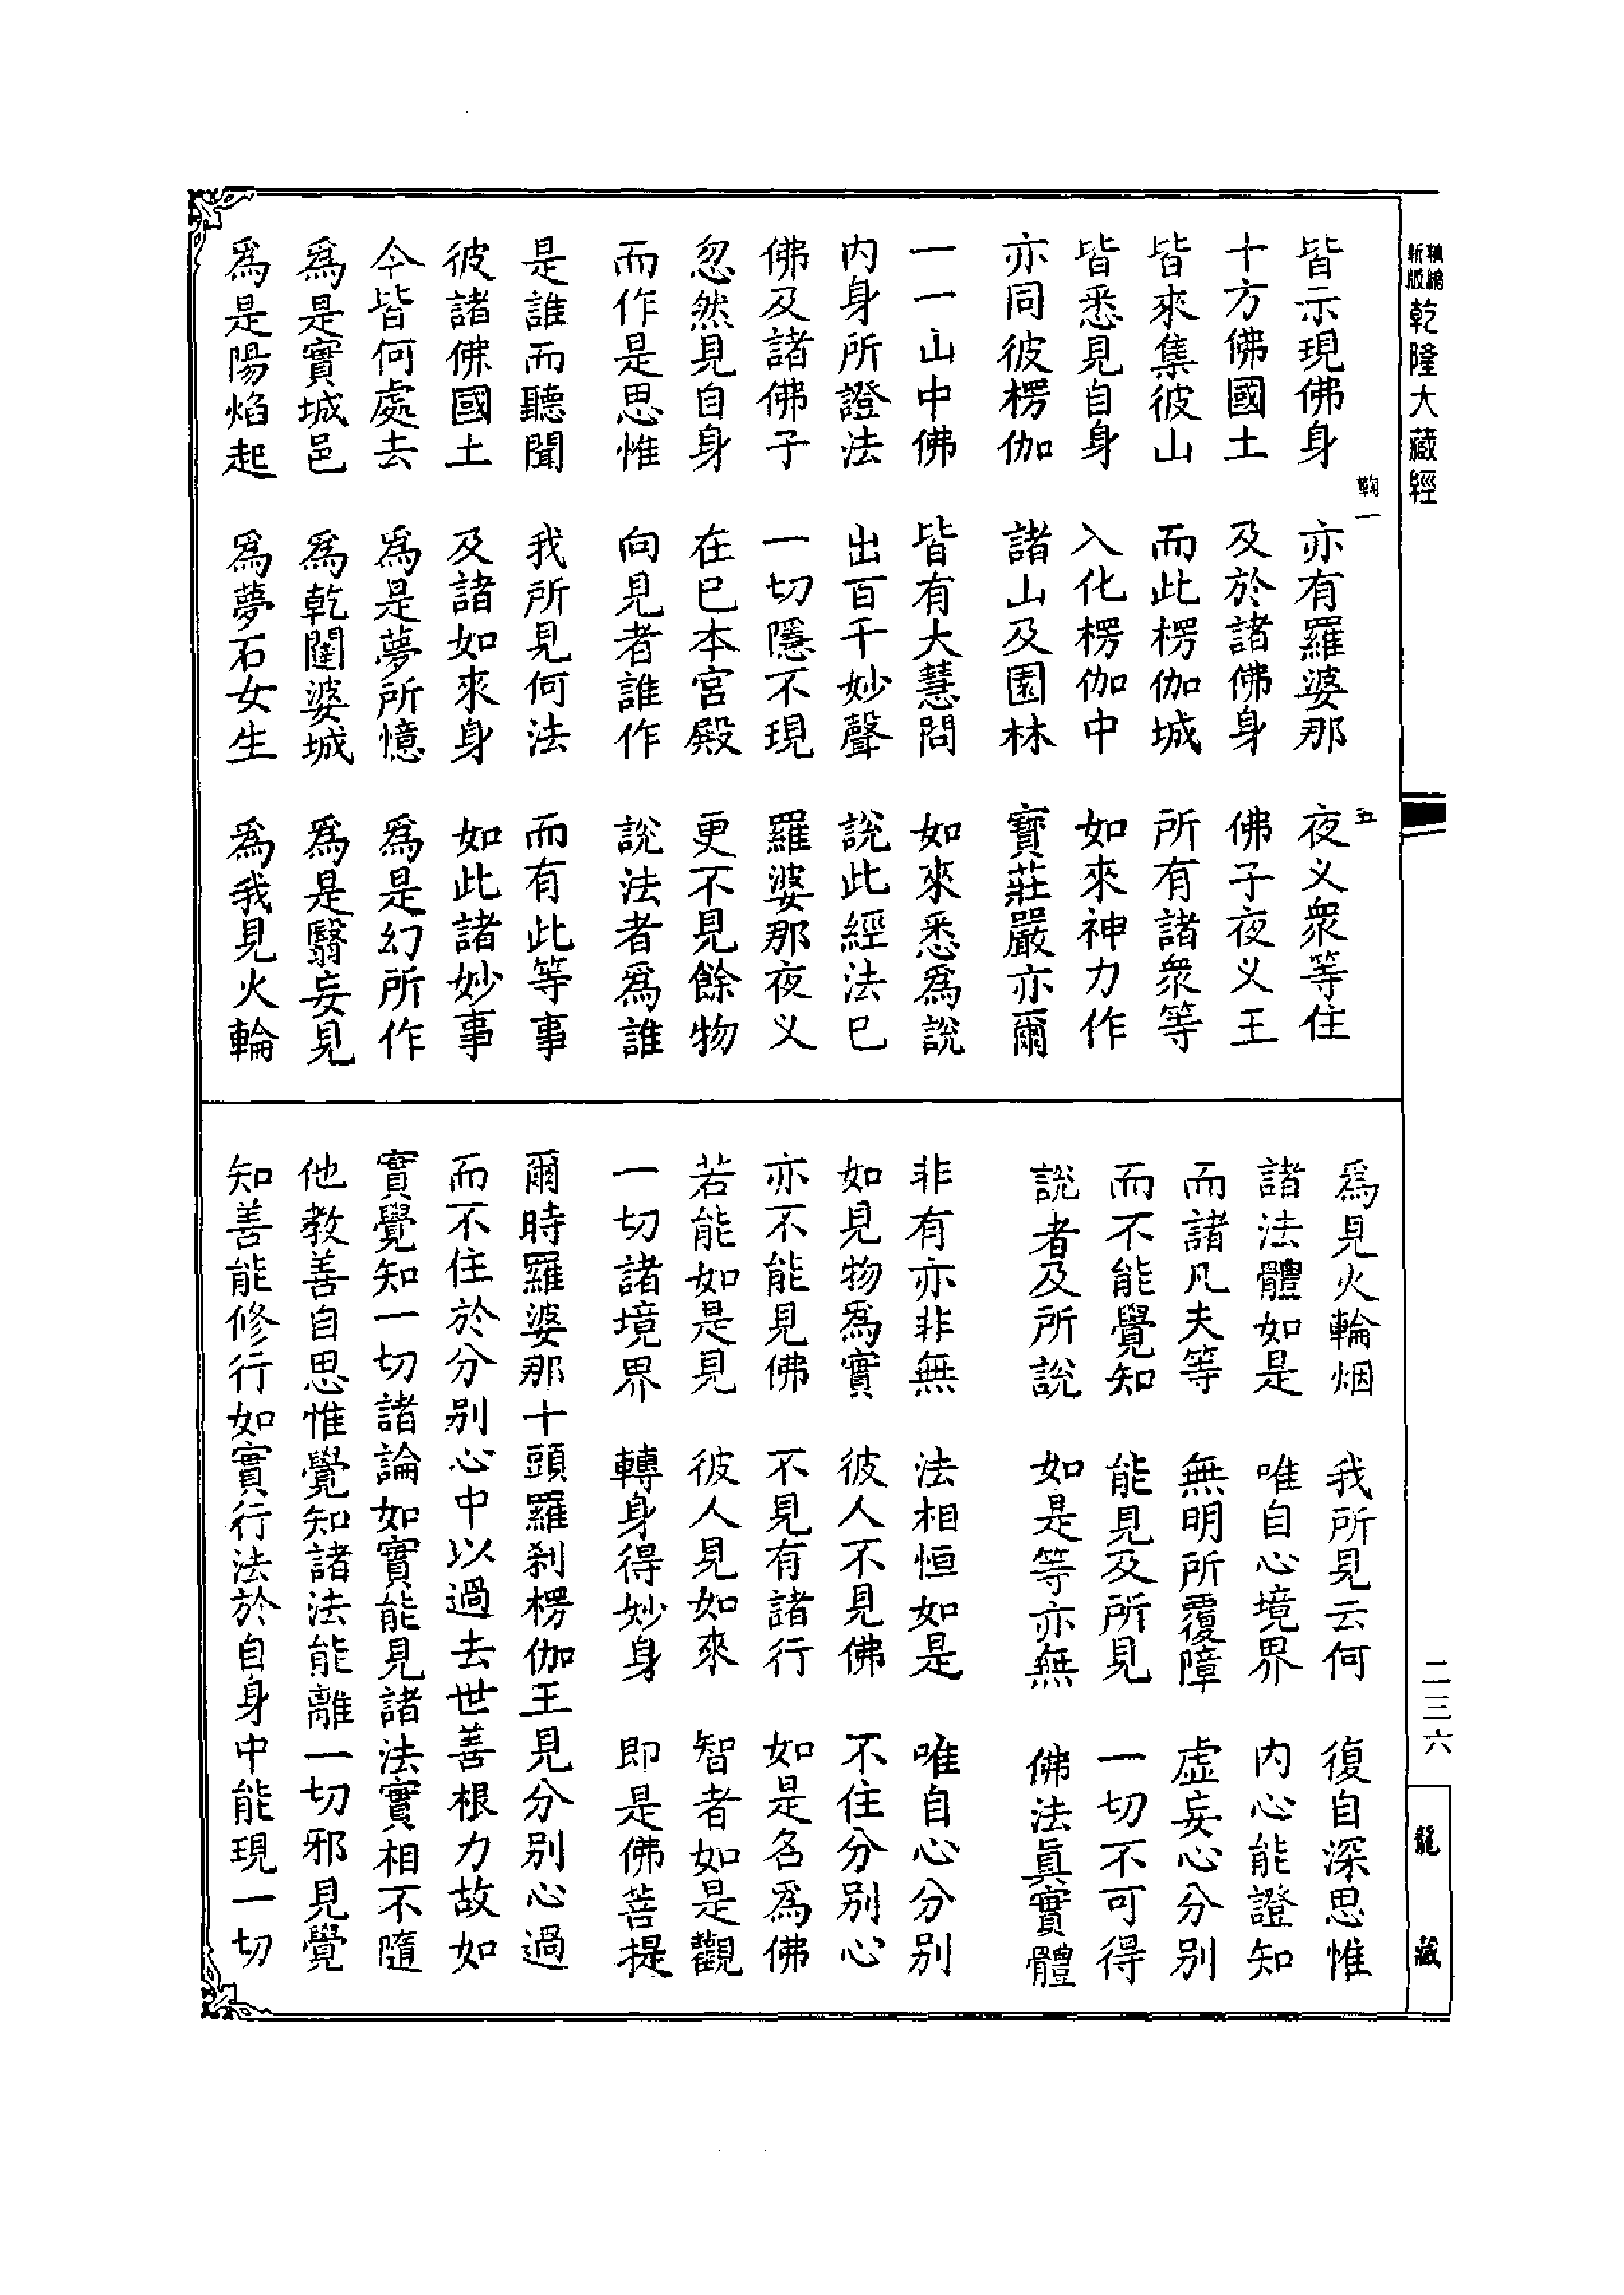 新版
乾隆大藏經
鞠一
五
皆示現佛身　亦有羅婆那　夜义衆等住
十方佛國土　及於諸佛身　佛子夜义王
皆來集彼山　而此楞伽城　所有諸衆等
皆悉見自身　入化楞伽中　如來神力作
亦同彼楞伽　諸山及園林　寶莊嚴亦爾
一一山中佛　皆有大慧問　如來悉爲說
内身所證法　出百千妙聲　說此經法巳
佛及諸佛子　一切隱不現　羅婆那夜义
忽然見自身　在巳本宮殿　更不見餘物
而作是思惟　向見者誰作　說法者爲誰
是誰而聽聞　我所見何法　而有此等事
彼諸佛國土　及諸如來身　如此諸妙事
今皆何處去　爲是夢所憶　爲是幻所作
爲是實城邑　爲乾闥婆城　爲是翳妄見
爲是陽焰起　爲夢石女生　爲我見火輪
爲見火輪烟　我所見云何　復自深思惟
諸法體如是　唯自心境界　内心能證知
而諸凡夫等　無明所覆障　虛妄心分别
而不能覺知　能見及所見　一切不可得
說者及所說　如是等亦無　佛法眞實體
非有亦非無　法相恒如是　唯自心分别
如見物爲實　彼人不見佛　不住分别心
亦不能見佛　不見有諸行　如是名爲佛
若能如是見　彼人見如來　智者如是觀
一切諸境界　轉身得妙身　即是佛菩提
爾時羅婆那十頭羅刹楞伽王見分别心過
而不住於分别心中以過去世善根力故如
實覺知一切諸論如實能見諸法實相不隨
他教善自思惟覺知諸法能離一切邪見覺
知善能修行如實行法於自身中能現一切
二三六
龍藏